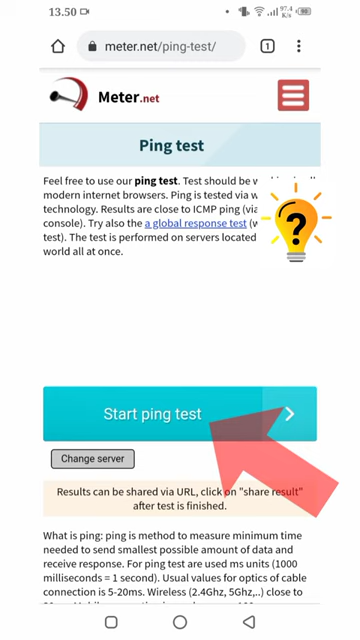 13.50
97.4
K/s
90
meter.net/ping-test/
1
Meter.net
Ping test
Feel free to use our ping test. Test should be
modern internet browsers. Ping is tested via
technology. Results are close to ICMP ping (via
console). Try also the a global response test
test). The test is performed on servers located
world all at once.
?
Start ping test
Change server
Results can be shared via URL, click on "share result"
after test is finished.
What is ping: ping is method to measure minimum time
needed to send smallest possible amount of data and
receive response. For ping test are used ms units (1000
milliseconds = 1 second). Usual values for optics of cable
connection is 5-20ms. Wireless (2.4Ghz, 5Ghz,..) close to